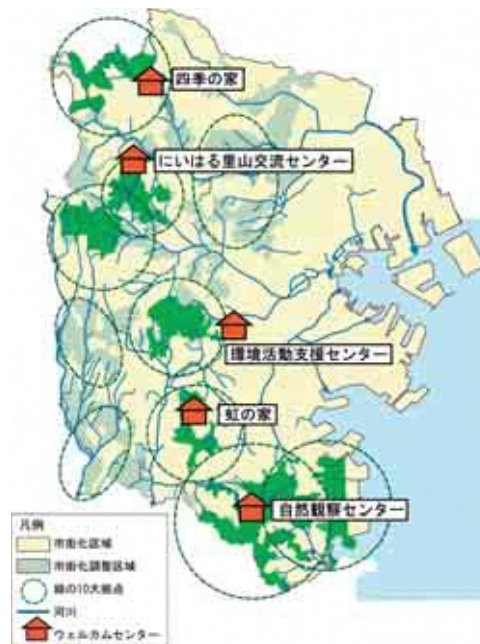 四季の家
にいはる里山交流センター
環境活動支援センター
虹の家
自然観察センター
凡例
市街化区域
市街化調整区域
緑の10大拠点
河川
ウェルカムセンター